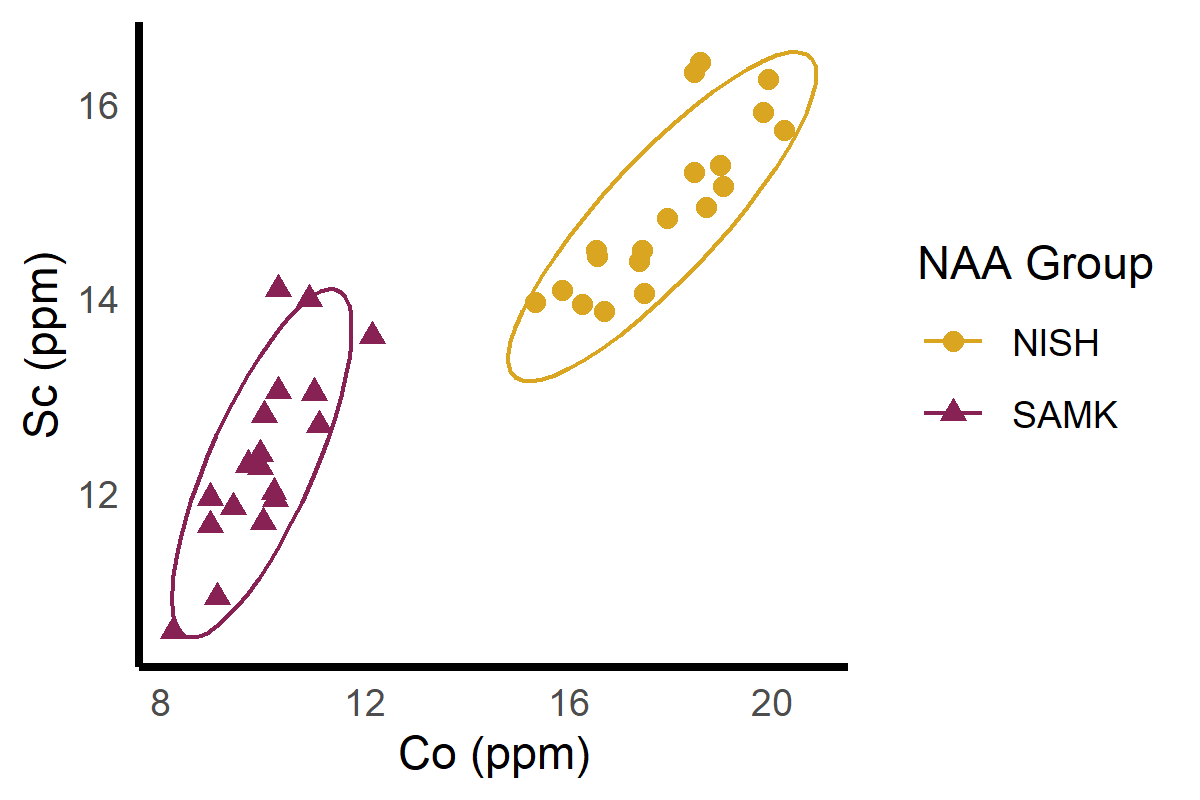 16
14
12
Sc (ppm)
8 12 16 20
Co (ppm)
NAA Group
NISH
SAMK